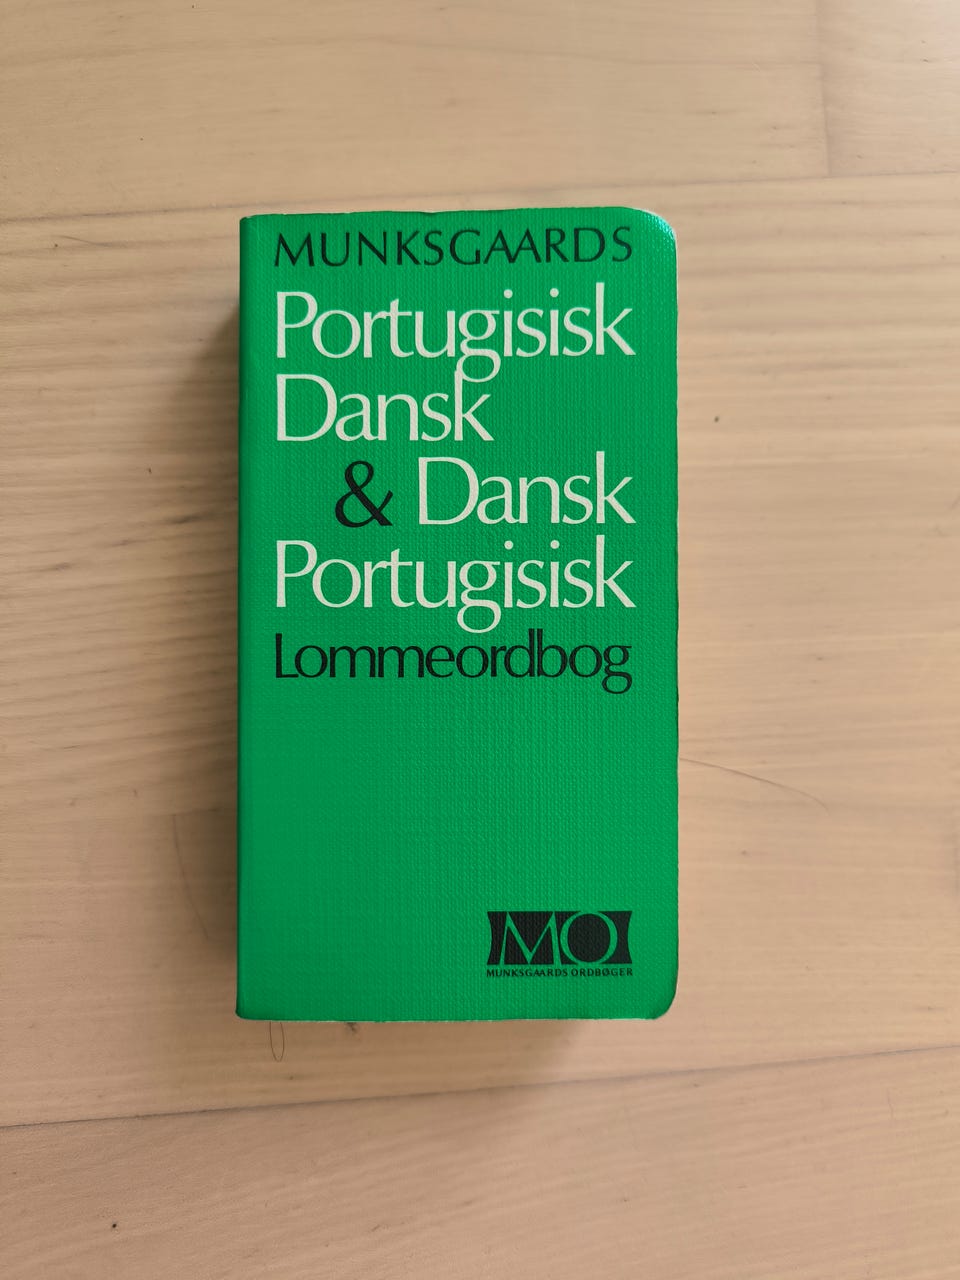 MUNKSGAARDS
Portugisisk
Dansk
& Dansk
Portugisisk
Lommeordbog
MO
MUNKSGAARDS ORDBØGER